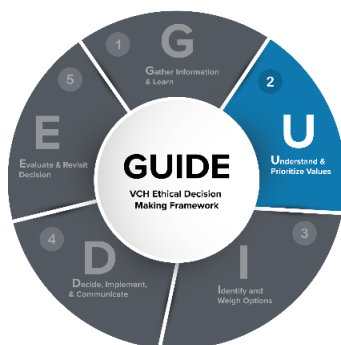 1
G
Gather Information
& Learn
2
U
Understand &
Prioritize Values
3
I
Identify and
Weigh Options
4
D
Decide, Implement,
& Communicate
5
E
Evaluate & Revisit
Decision
GUIDE
VCH Ethical Decision
Making Framework